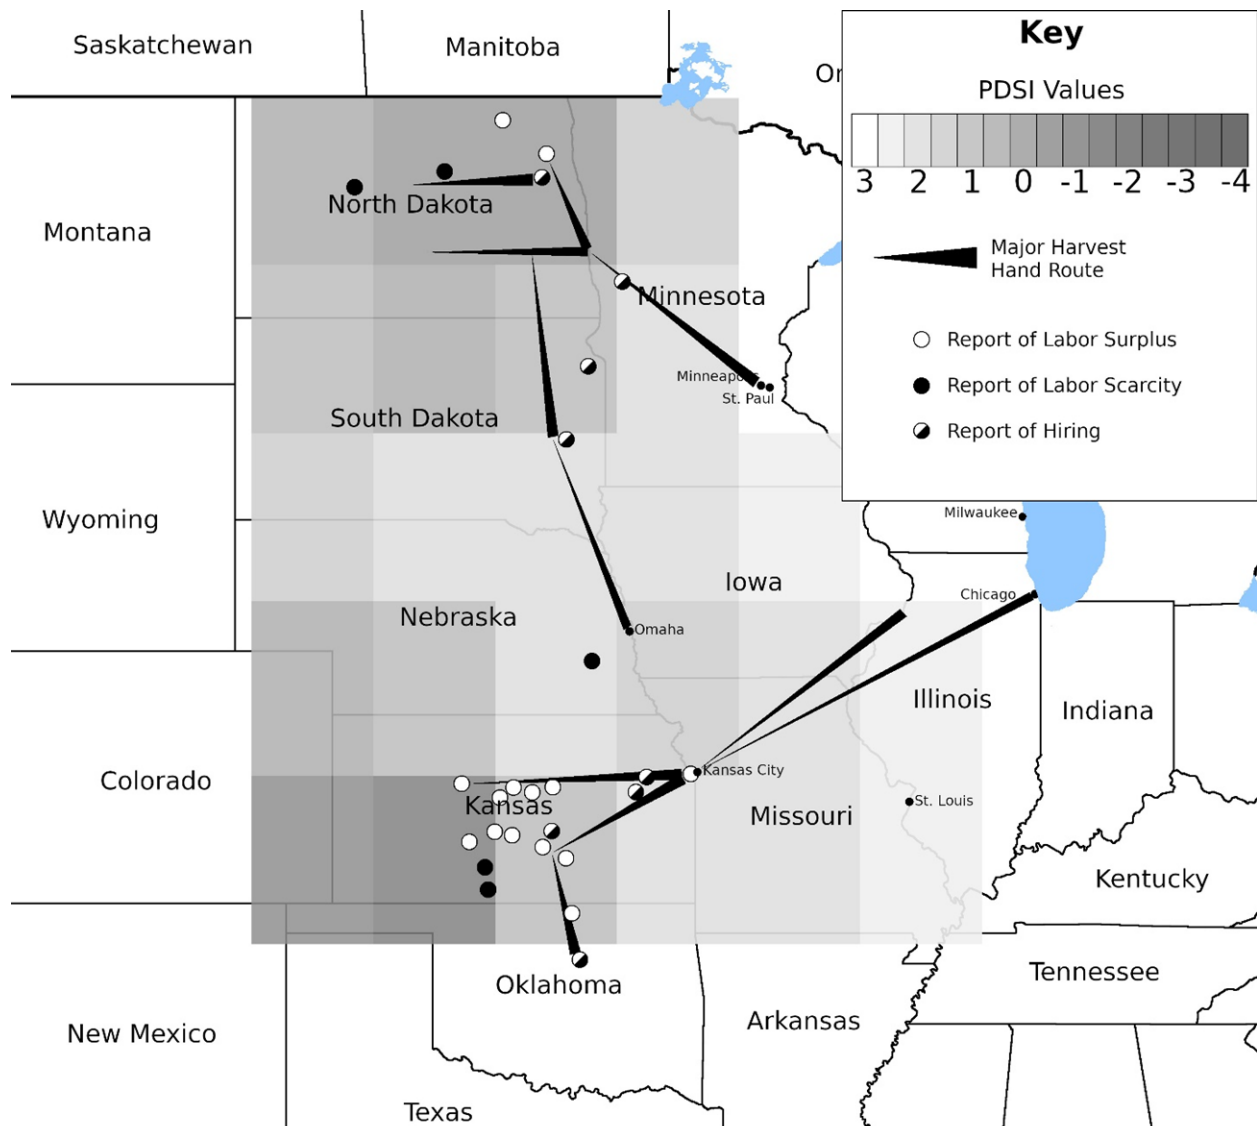 Saskatchewan
Manitoba
Or
Key
PDSI Values
3 2 1 0 -1 -2 -3 -4
Major Harvest
Hand Route
Report of Labor Surplus
Report of Labor Scarcity
Report of Hiring
North Dakota
Montana
Minnesota
Minneapolis
St. Paul
South Dakota
Wyoming
Milwaukee
Iowa
Chicago
Nebraska
Omaha
Illinois
Indiana
Colorado
Kansas City
Kansas
Missouri
St. Louis
Kentucky
Oklahoma
Tennessee
New Mexico
Arkansas
Texas